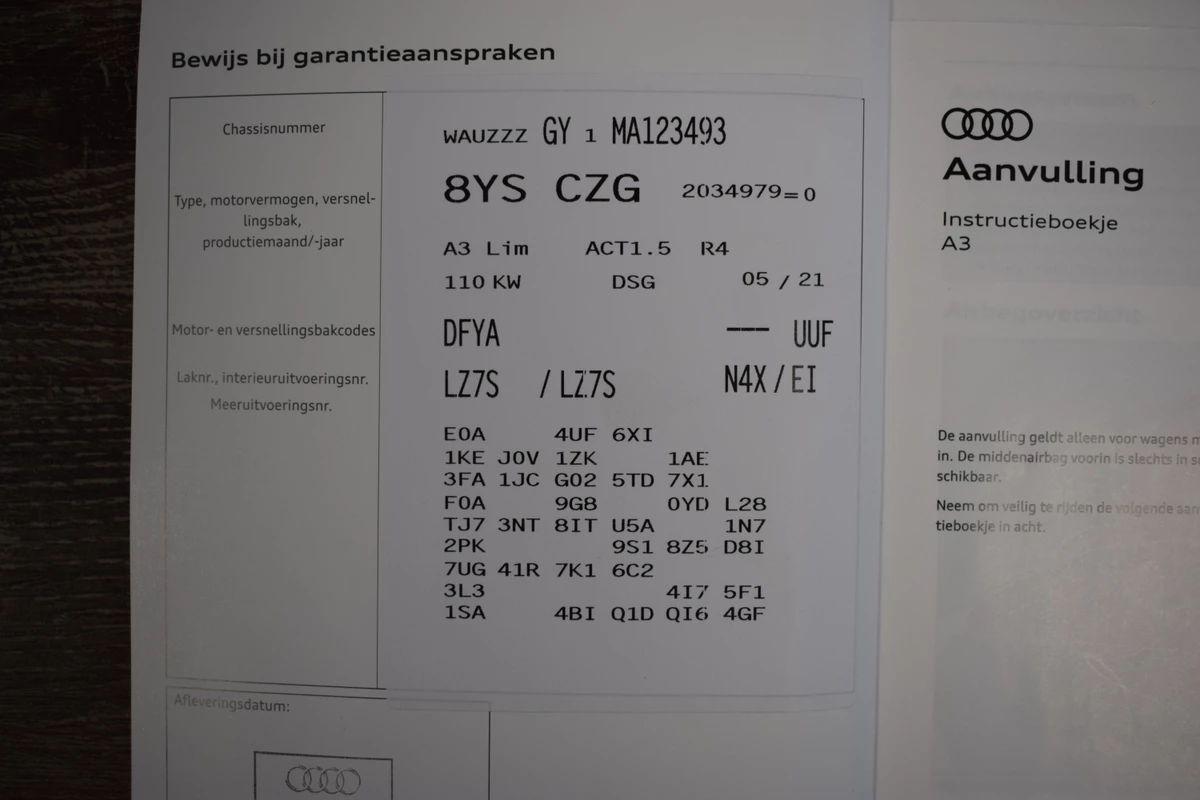 Bewijs bij garantieaanspraken
Chassisnummer
WAUZZZ GY 1 MA123493
Type, motorvermogen, versnel-
lingsbak,
productiemaand/-jaar
8YS CZG 2034979=0
A3 Lim ACT1.5 R4
110 KW DSG 05 / 21
Motor- en versnellingsbakcodes
DFYA --- UUF
Laknr., interieuruitvoeringsnr.
LZ7S / LZ7S N4X / EI
Meeruitvoeringsnr.
E0A 4UF 6XI
1KE J0V 1ZK 1AE
3FA 1JC G02 5TD 7X1
F0A 9G8 0YD L28
TJ7 3NT 8IT U5A 1N7
2PK 9S1 8Z5 D8I
7UG 41R 7K1 6C2
3L3 4I7 5F1
1SA 4BI Q1D QI6 4GF
Afleveringsdatum:
Aanvulling
Instructieboekje
A3
De aanvulling geldt alleen voor wagens m
in. De middenairbag voorin is slechts in s
schikbaar.
Neem om veilig te rijden de volgende aan
tieboekje in acht.